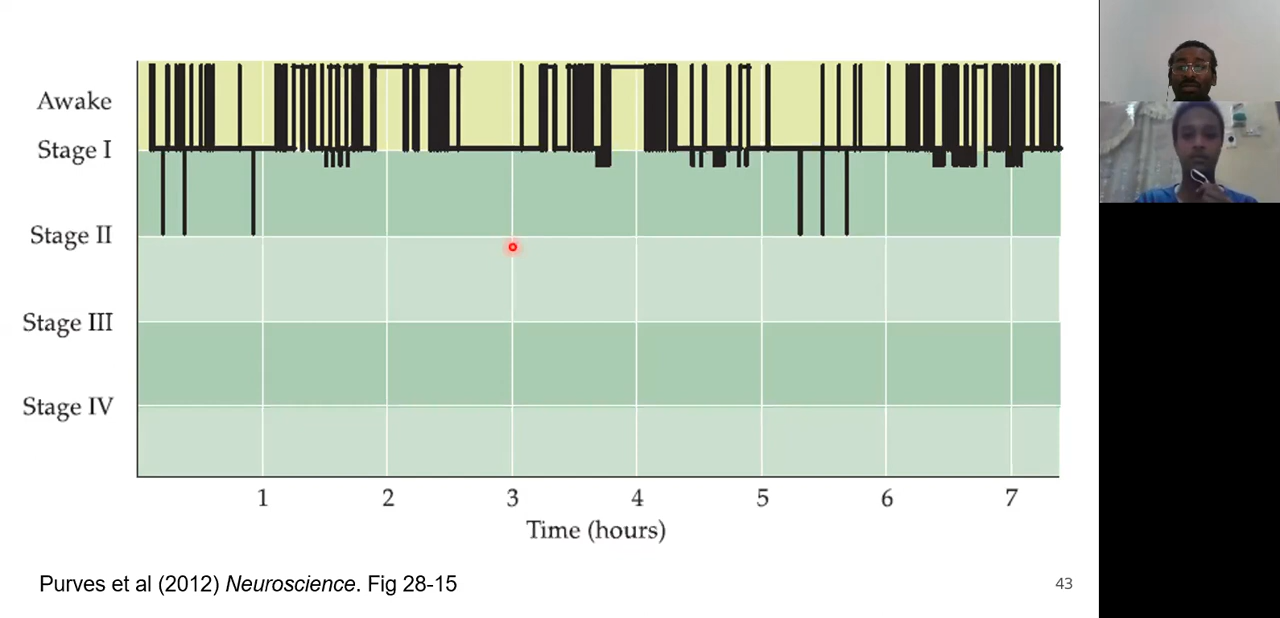 Awake
Stage I
Stage II
Stage III
Stage IV
1 2 3 4 5 6 7
Time (hours)
Purves et al (2012) Neuroscience. Fig 28-15
43